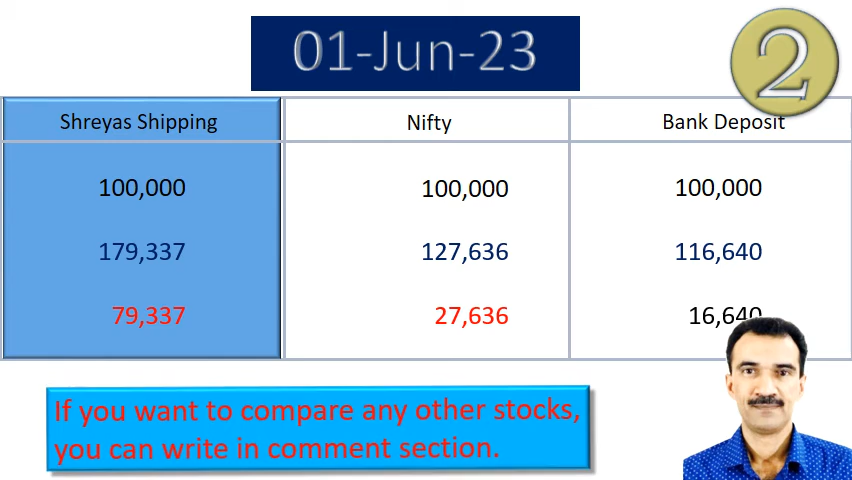 01-Jun-23
2
Shreyas Shipping Nifty Bank Deposit
100,000 100,000 100,000
179,337 127,636 116,640
79,337 27,636 16,640
If you want to compare any other stocks,
you can write in comment section.